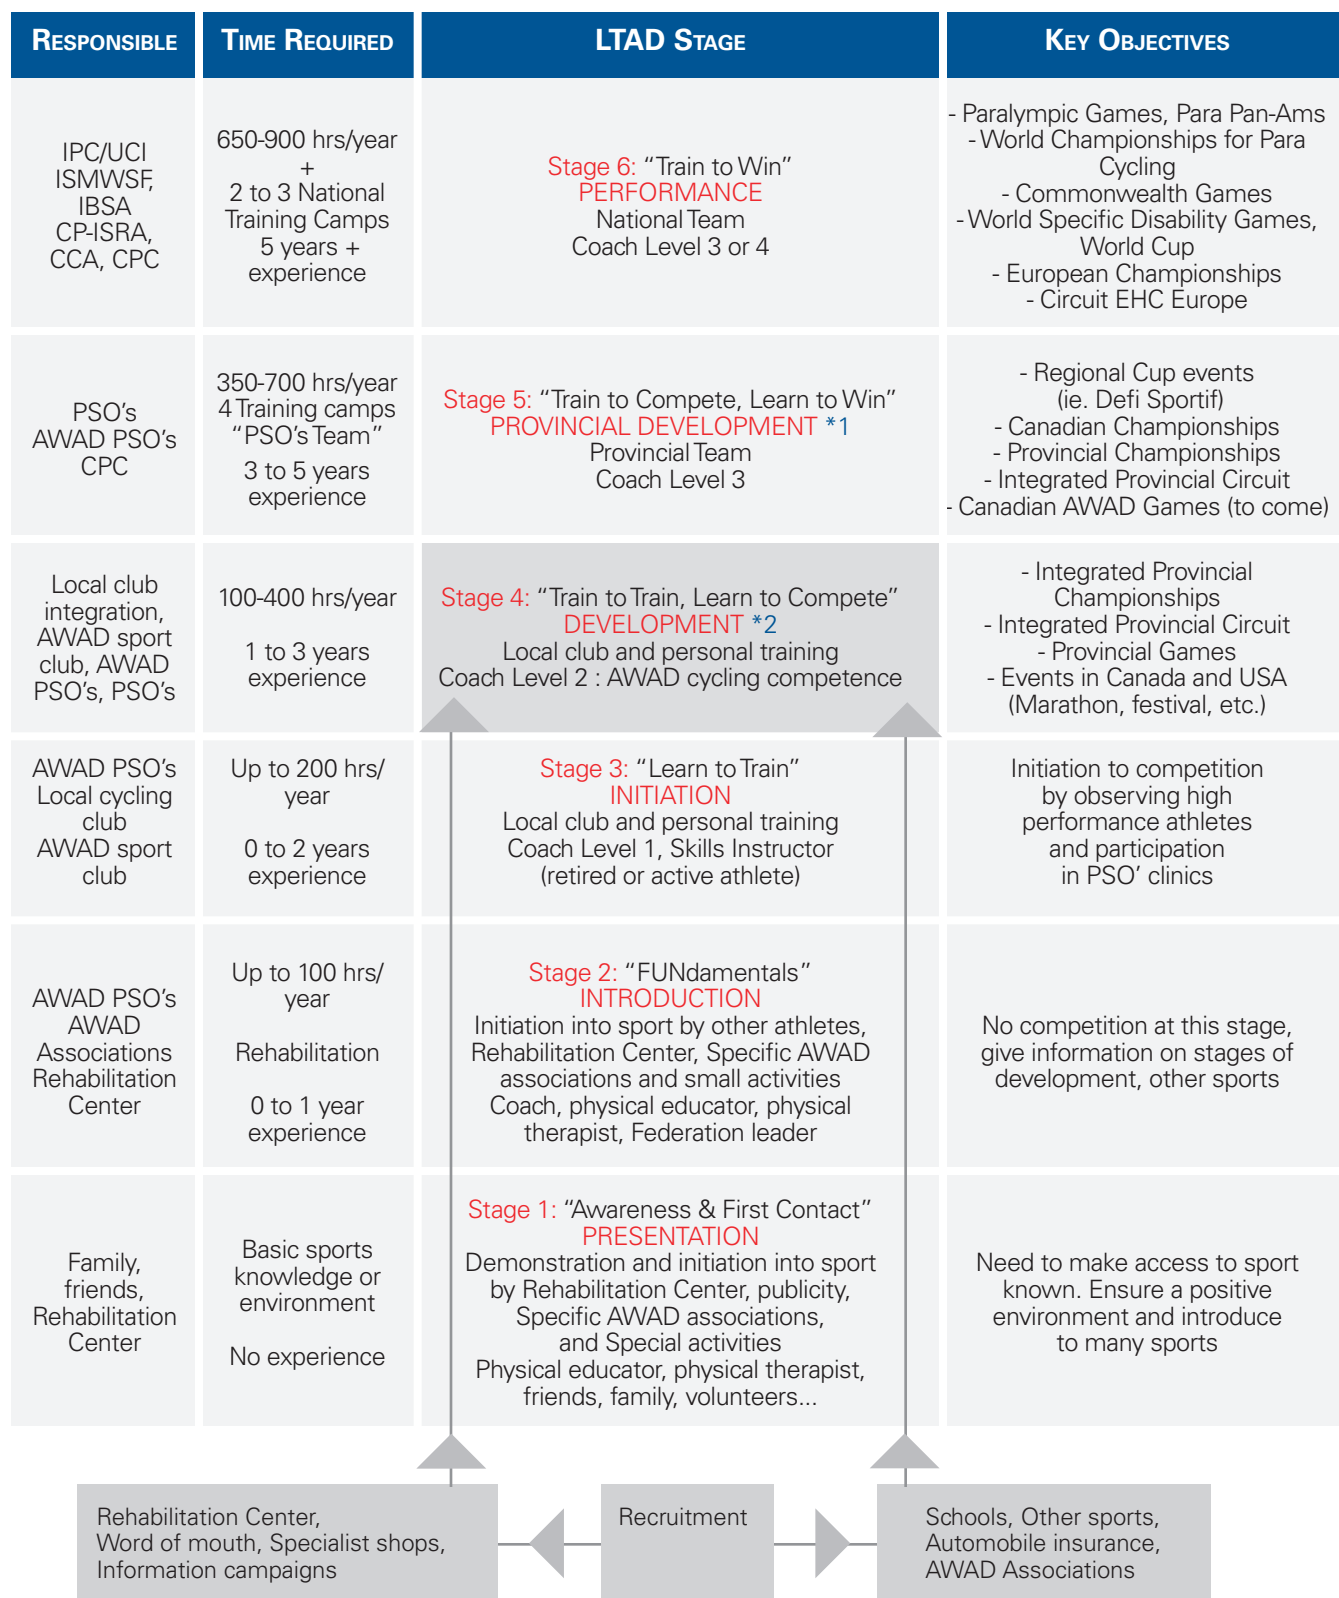 RESPONSIBLE
TIME REQUIRED
LTAD STAGE
KEY OBJECTIVES
IPC/UCI
ISMWSF,
IBSA
CP-ISRA,
CCA, CPC
650-900 hrs/year
+
2 to 3 National
Training Camps
5 years +
experience
Stage 6: “Train to Win”
PERFORMANCE
National Team
Coach Level 3 or 4
- Paralympic Games, Para Pan-Ams
- World Championships for Para
Cycling
- Commonwealth Games
- World Specific Disability Games,
World Cup
- European Championships
- Circuit EHC Europe
PSO's
AWAD PSO's
CPC
350-700 hrs/year
4 Training camps
“PSO's Team”
3 to 5 years
experience
Stage 5: “Train to Compete, Learn to Win”
PROVINCIAL DEVELOPMENT *1
Provincial Team
Coach Level 3
- Regional Cup events
(ie. Defi Sportif)
- Canadian Championships
- Provincial Championships
- Integrated Provincial Circuit
- Canadian AWAD Games (to come)
Local club
integration,
AWAD sport
club, AWAD
PSO's, PSO's
100-400 hrs/year
1 to 3 years
experience
Stage 4: “Train to Train, Learn to Compete”
DEVELOPMENT *2
Local club and personal training
Coach Level 2 : AWAD cycling competence
- Integrated Provincial
Championships
- Integrated Provincial Circuit
- Provincial Games
- Events in Canada and USA
(Marathon, festival, etc.)
AWAD PSO's
Local cycling
club
AWAD sport
club
Up to 200 hrs/
year
0 to 2 years
experience
Stage 3: “Learn to Train”
INITIATION
Local club and personal training
Coach Level 1, Skills Instructor
(retired or active athlete)
Initiation to competition
by observing high
performance athletes
and participation
in PSO' clinics
AWAD PSO's
AWAD
Associations
Rehabilitation
Center
Up to 100 hrs/
year
Rehabilitation
0 to 1 year
experience
Stage 2: “FUNdamentals”
INTRODUCTION
Initiation into sport by other athletes,
Rehabilitation Center, Specific AWAD
associations and small activities
Coach, physical educator, physical
therapist, Federation leader
No competition at this stage,
give information on stages of
development, other sports
Family,
friends,
Rehabilitation
Center
Basic sports
knowledge or
environment
No experience
Stage 1: “Awareness & First Contact”
PRESENTATION
Demonstration and initiation into sport
by Rehabilitation Center, publicity,
Specific AWAD associations,
and Special activities
Physical educator, physical therapist,
friends, family, volunteers...
Need to make access to sport
known. Ensure a positive
environment and introduce
to many sports
Rehabilitation Center,
Word of mouth, Specialist shops,
Information campaigns
Recruitment
Schools, Other sports,
Automobile insurance,
AWAD Associations